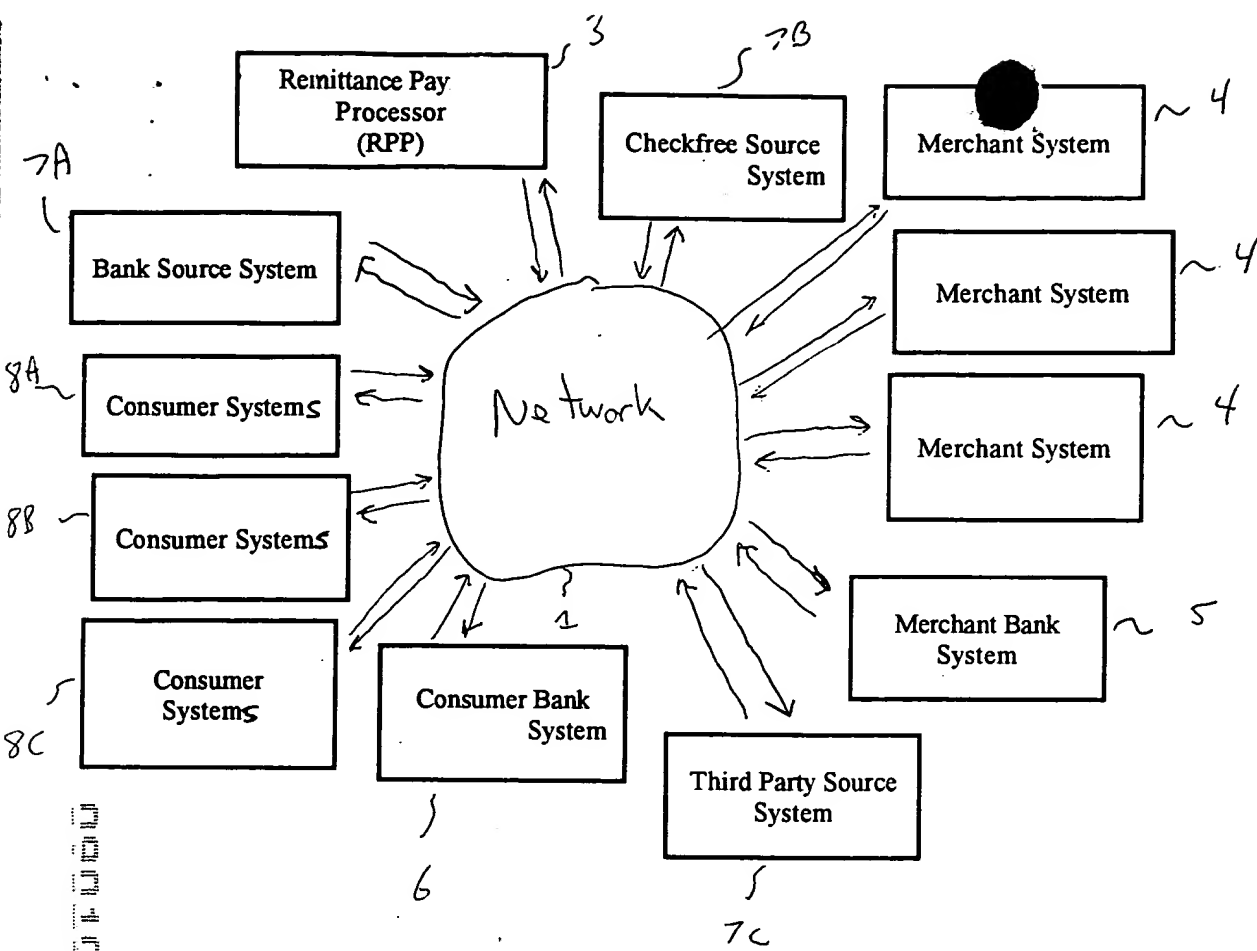 3
Remittance Pay
Processor
(RPP)
7B
Checkfree Source
System
4
Merchant System
7A
Bank Source System
4
Merchant System
8A
Consumer Systems
Network
4
Merchant System
8B
Consumer Systems
1
5
Merchant Bank
System
Consumer
Systems
8C
Consumer Bank
System
6
Third Party Source
System
7C